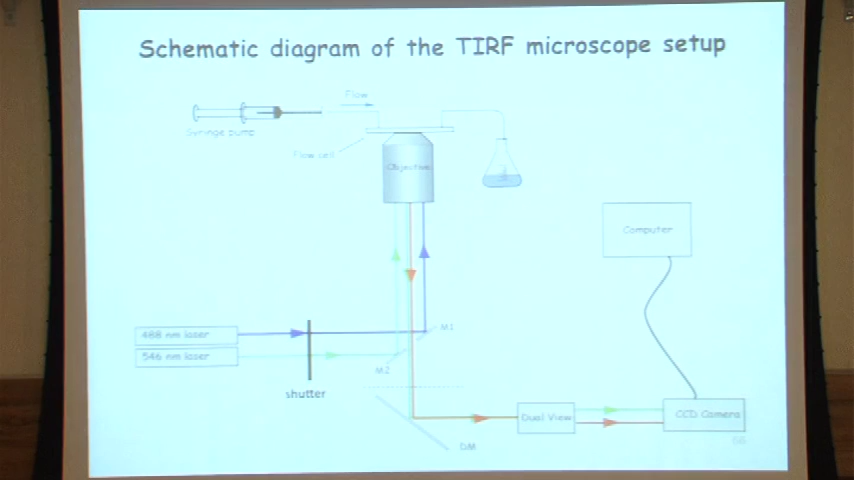 Schematic diagram of the TIRF microscope setup
Flow
Syringe pump
Flow cell
Objective
Computer
488 nm laser
M1
546 nm laser
M2
shutter
Dual View
CCD Camera
DM
66